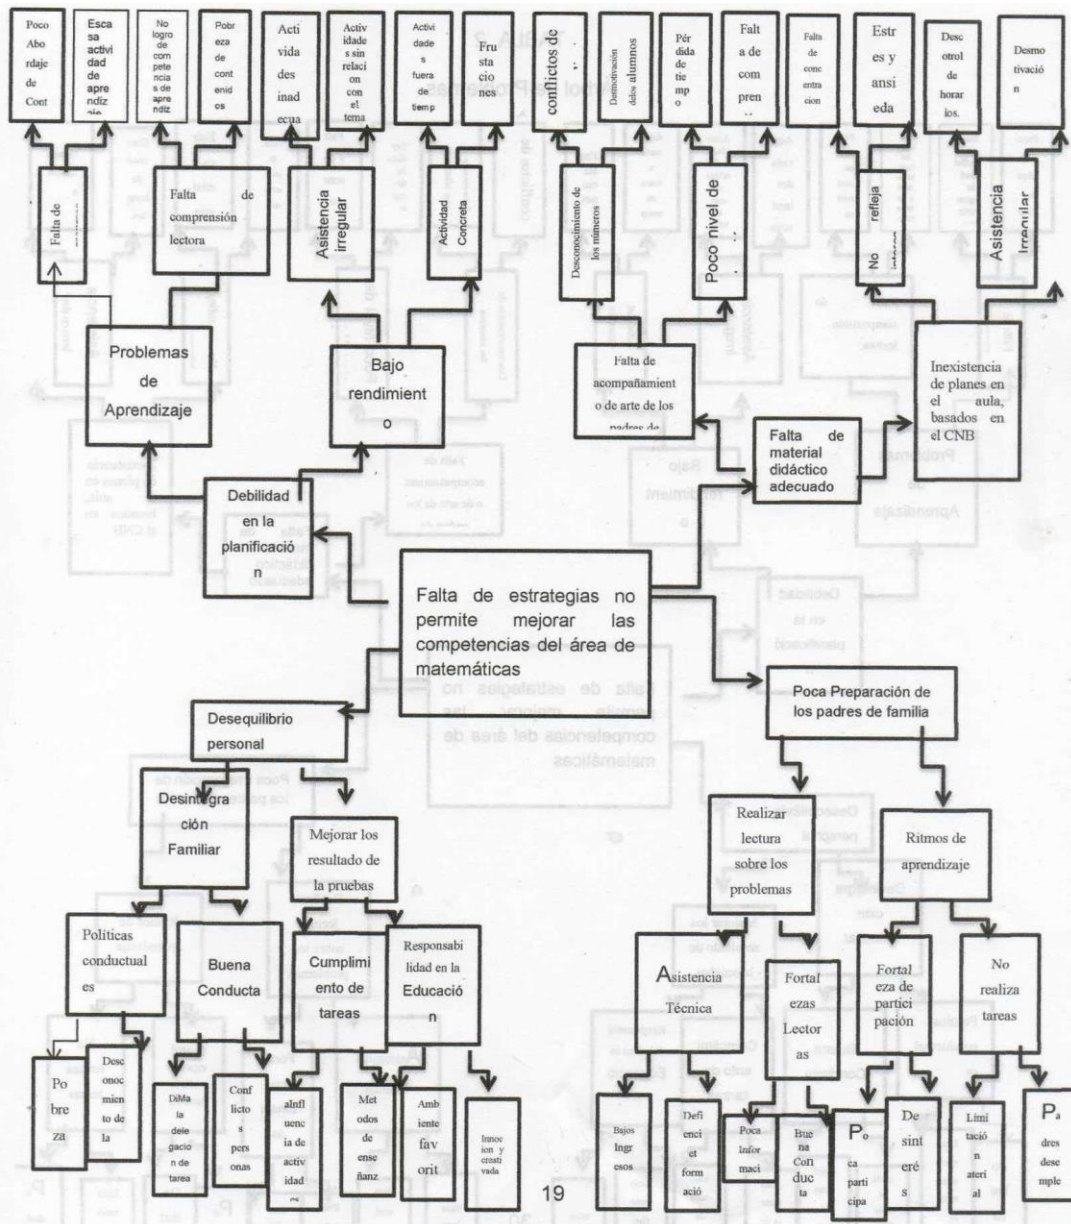 Poco
Abo
rdaje
de
Cont
Esca
sa
activi
dad
de
apre
ndiz
No
logro de
com
petencia
s de
apre
ndiz
Pobr
eza
de
cont
enid
os
Acti
vida
des
inad
ecua
Activ
idade
s sin
relaci
on
con el
tema
Activi
dade
s
fuera
de
tiemp
Frus
tacio
nes
conflictos de
Desmotivación
delos alumnos
Pér
dida
de tie
mp
o
Falt
a de
com
pren
Falta
de
conc
entra
cion
Estr
es y
ansi
eda
Desc
otrol
de
horar
ios.
Desmo
tivació
n
Falta de
Falta de
comprensión
lectora
Asistencia
irregular
Actividad
Concreta
Desconocimiento de
los números
Poco nivel de
No refleja
Asistencia
Irregular
Problemas
de
Aprendizaje
Bajo
rendimient
o
Falta de
acompañamient
o de arte de los
padres de
Falta de
material
didáctico
adecuado
Inexistencia
de planes en
el aula,
basados en
el CNB
Debilidad
en la
planificació
n
Falta de estrategias no
permite mejorar las
competencias del área de
matemáticas
Desequilibrio
personal
Poca Preparación de
los padres de familia
Desintegra
ción
Familiar
Mejorar los
resultado de
la pruebas
Realizar
lectura
sobre los
problemas
Ritmos de
aprendizaje
Políticas
conductual
es
Buena
Conducta
Cumplimi
ento de
tareas
Responsabi
lidad en la
Educació
n
Asistencia
Técnica
Fortal
ezas
Lector
as
Fortal
eza de
partici
pación
No
realiza
tareas
Po
bre
za
Desc
onoc
mient
o de
la
DiMa
la
dele
gacio
n de
tarea
Conf
licto
s
pers
onas
aInfl
uenc
ia de
activ
idad
Met
odos
de
ense
ñanz
Amb
iente
fav
orit
Innoc
ion y
creati
vada
Bajos
Ingr
esos
Defi
enci
et
form
ació
Poca
Infor
maci
Bue
na
Con
duc
ta
Po
ca
parti
cipa
De
sint
eré
s
Limi
tació
n
ateri
al
Pa
dres
dese
mple
19